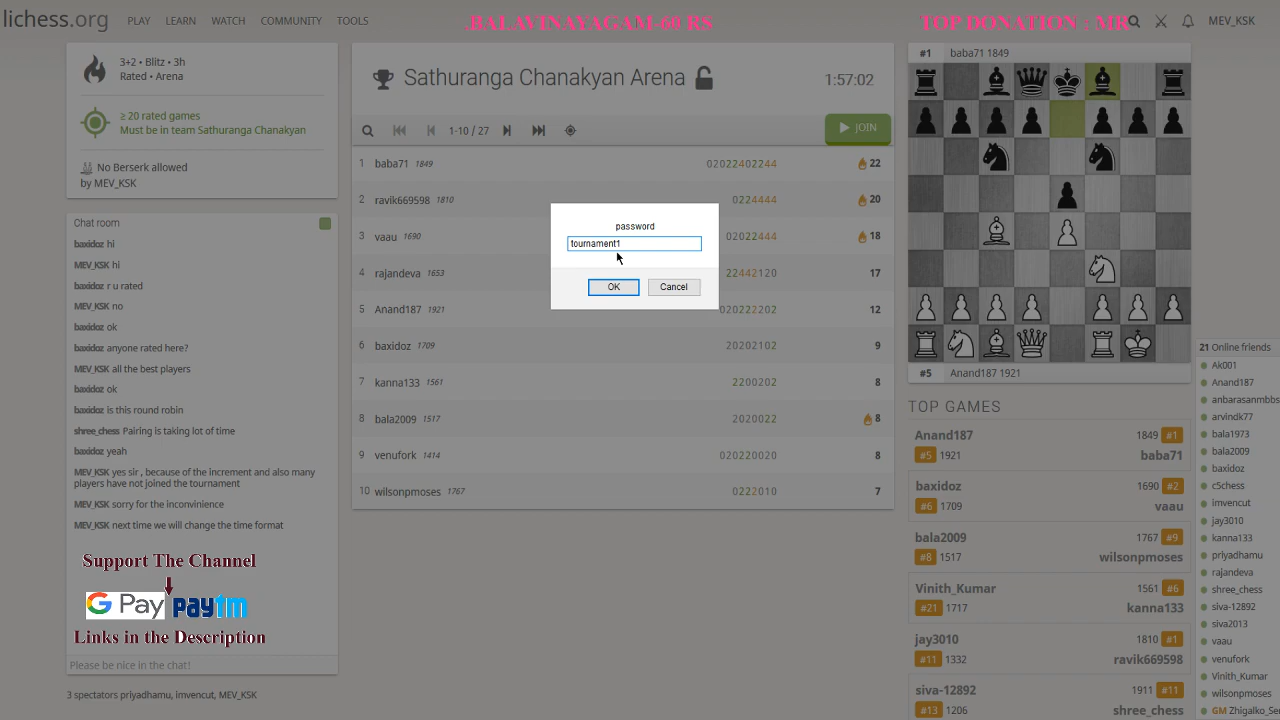 lichess.org
PLAY LEARN WATCH COMMUNITY TOOLS
.BALAVINAYAGAM-60 RS
TOP DONATION : MR
MEV_KSK
3+2 • Blitz • 3h
Rated • Arena
≥ 20 rated games
Must be in team Sathuranga Chanakyan
No Berserk allowed
by MEV_KSK
Chat room
baxidoz hi
MEV_KSK hi
baxidoz r u rated
MEV_KSK no
baxidoz ok
baxidoz anyone rated here?
MEV_KSK all the best players
baxidoz ok
baxidoz is this round robin
shree_chess Pairing is taking lot of time
baxidoz yeah
MEV_KSK yes sir , because of the increment and also many
players have not joined the tournament
MEV_KSK sorry for the inconvinience
MEV_KSK next time we will change the time format
Support The Channel
G Pay paytm
Links in the Description
Please be nice in the chat!
3 spectators priyadhamu, imvencut, MEV_KSK
Sathuranga Chanakyan Arena
1:57:02
1-10 / 27
JOIN
1 baba71 1849 02022402244 22
2 ravik669598 1810 0224444 20
3 vaau 1690 02022444 18
4 rajandeva 1653 22442120 17
5 Anand187 1921 020222202 12
6 baxidoz 1709 20202102 9
7 kanna133 1561 2200202 8
8 bala2009 1517 2020022 8
9 venufork 1414 020220020 8
10 wilsonpmoses 1767 0222010 7
password
tournament1
OK Cancel
#1 baba71 1849
#5 Anand187 1921
TOP GAMES
Anand187 1849 #1
#5 1921 baba71
baxidoz 1690 #2
#6 1709 vaau
bala2009 1767 #9
#8 1517 wilsonpmoses
Vinith_Kumar 1561 #6
#21 1717 kanna133
jay3010 1810 #1
#11 1332 ravik669598
siva-12892 1911 #11
#13 1206 shree_chess
21 Online friends
Ak001
Anand187
anbarasanmbbs
arvindk77
bala1973
bala2009
baxidoz
c5chess
imvencut
jay3010
kanna133
priyadhamu
rajandeva
shree_chess
siva-12892
siva2013
vaau
venufork
Vinith_Kumar
wilsonpmoses
GM Zhigalko_Se